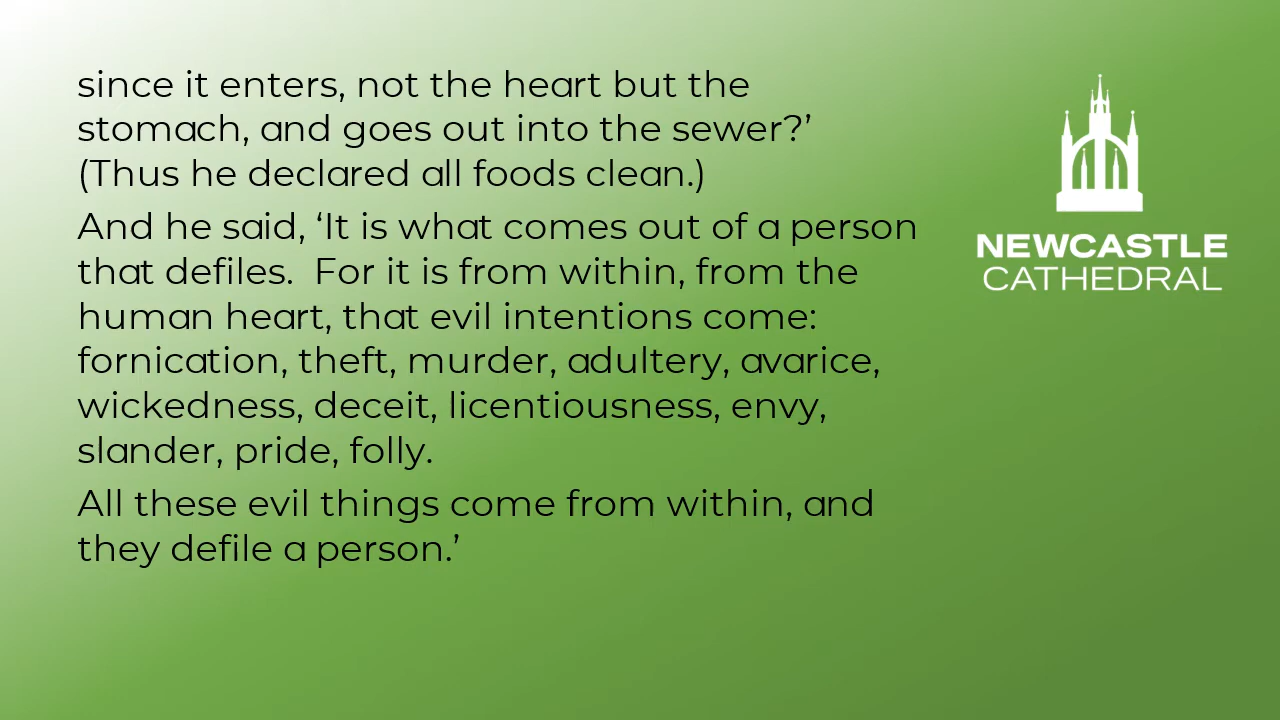 since it enters, not the heart but the
stomach, and goes out into the sewer?’
(Thus he declared all foods clean.)
And he said, ‘It is what comes out of a person
that defiles.  For it is from within, from the
human heart, that evil intentions come:
fornication, theft, murder, adultery, avarice,
wickedness, deceit, licentiousness, envy,
slander, pride, folly.
All these evil things come from within, and
they defile a person.’
NEWCASTLE
CATHEDRAL